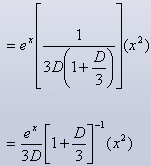 = e^x [ 1 / ( 3D ( 1 + D/3 ) ) ] (x^2)
= e^x / 3D [ 1 + D/3 ]^{-1} (x^2)